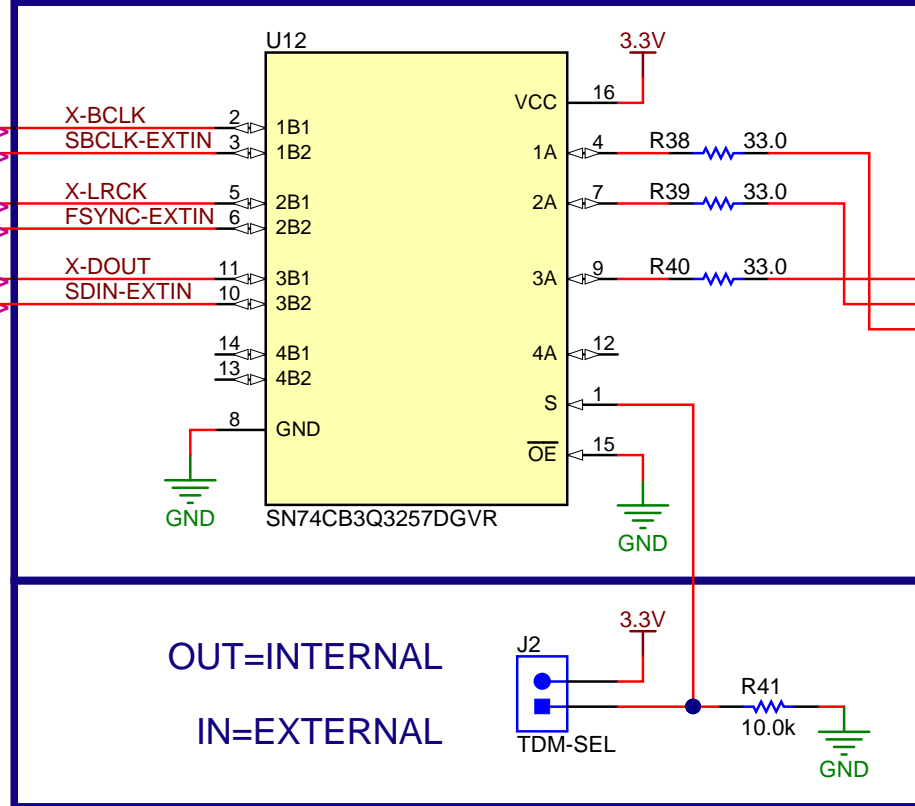 U12
3.3V
VCC 16
X-BCLK 2 1B1
SBCLK-EXTIN 3 1B2
1A 4 R38 33.0
X-LRCK 5 2B1
2A 7 R39 33.0
FSYNC-EXTIN 6 2B2
X-DOUT 11 3B1
3A 9 R40 33.0
SDIN-EXTIN 10 3B2
14 4B1
4A 12
13 4B2
S 1
8 GND
OE 15
GND
SN74CB3Q3257DGVR
GND
3.3V
OUT=INTERNAL
J2
R41
IN=EXTERNAL
10.0k
TDM-SEL
GND